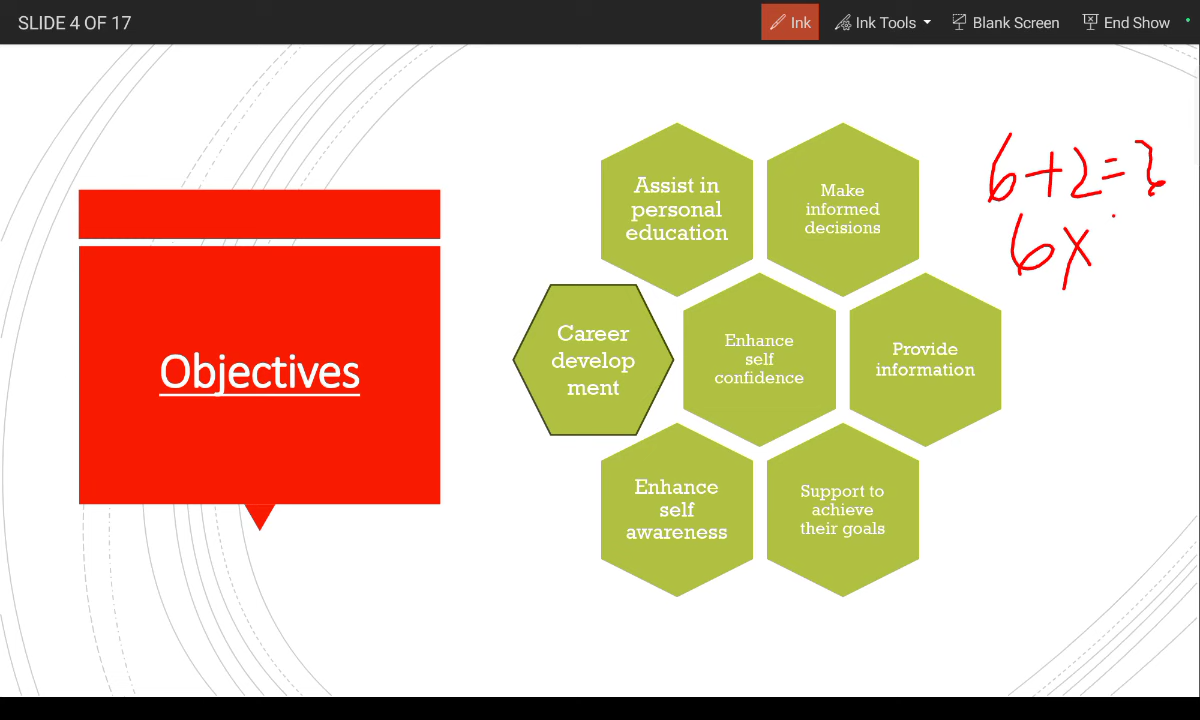 SLIDE 4 OF 17
Ink
Ink Tools
Blank Screen
End Show
Objectives
Assist in
personal
education
Make
informed
decisions
Career
develop
ment
Enhance
self
confidence
Provide
information
Enhance
self
awareness
Support to
achieve
their goals
6+2=?
6x